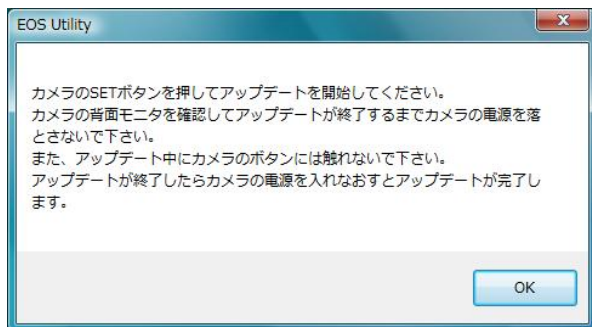 EOS Utility
カメラのSETボタンを押してアップデートを開始してください。
カメラの背面モニタを確認してアップデートが終了するまでカメラの電源を落
とさないで下さい。
また、アップデート中にカメラのボタンには触れないで下さい。
アップデートが終了したらカメラの電源を入れなおすとアップデートが完了し
ます。
OK